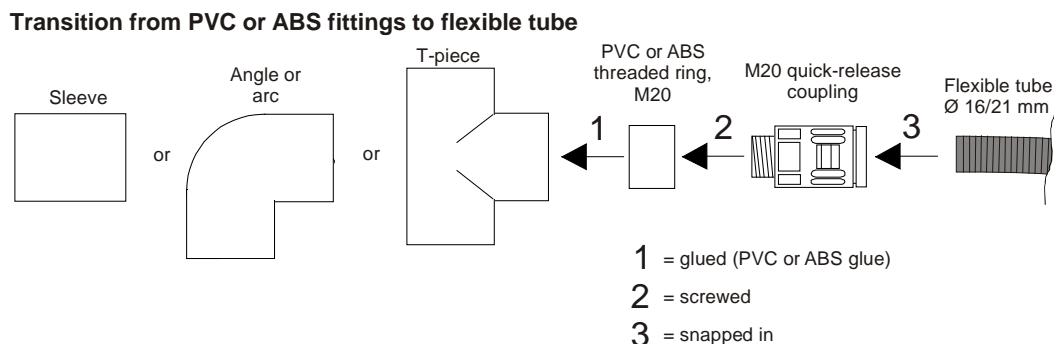 Transition from PVC or ABS fittings to flexible tube
Sleeve
or
Angle or
arc
or
T-piece
1
PVC or ABS
threaded ring,
M20
2
M20 quick-release
coupling
3
Flexible tube
Ø 16/21 mm
1 = glued (PVC or ABS glue)
2 = screwed
3 = snapped in